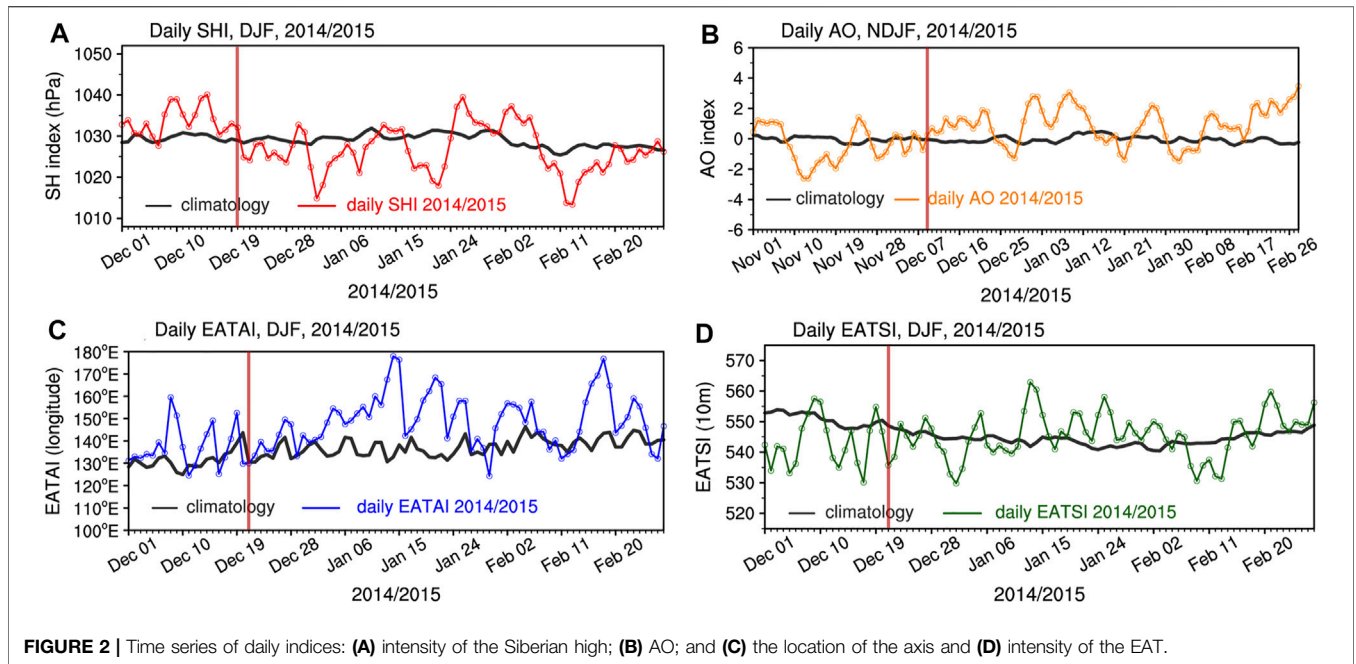 A
Daily SHI, DJF, 2014/2015
SH index (hPa)
1050
1040
1030
1020
1010
climatology
daily SHI 2014/2015
Dec 01
Dec 10
Dec 19
Dec 28
Jan 06
Jan 15
Jan 24
Feb 02
Feb 11
Feb 20
2014/2015
B
Daily AO, NDJF, 2014/2015
AO index
6
4
2
0
-2
-4
-6
climatology
daily AO 2014/2015
Nov 01
Nov 10
Nov 19
Nov 28
Dec 07
Dec 16
Dec 25
Jan 03
Jan 12
Jan 21
Jan 30
Feb 08
Feb 17
Feb 26
2014/2015
C
Daily EATAI, DJF, 2014/2015
EATAI (longitude)
180°E
170°E
160°E
150°E
140°E
130°E
120°E
110°E
100°E
climatology
daily EATAI 2014/2015
Dec 01
Dec 10
Dec 19
Dec 28
Jan 06
Jan 15
Jan 24
Feb 02
Feb 11
Feb 20
2014/2015
D
Daily EATSI, DJF, 2014/2015
EATSI (10m)
570
560
550
540
530
520
climatology
daily EATSI 2014/2015
Dec 01
Dec 10
Dec 19
Dec 28
Jan 06
Jan 15
Jan 24
Feb 02
Feb 11
Feb 20
2014/2015
FIGURE 2 | Time series of daily indices: (A) intensity of the Siberian high; (B) AO; and (C) the location of the axis and (D) intensity of the EAT.